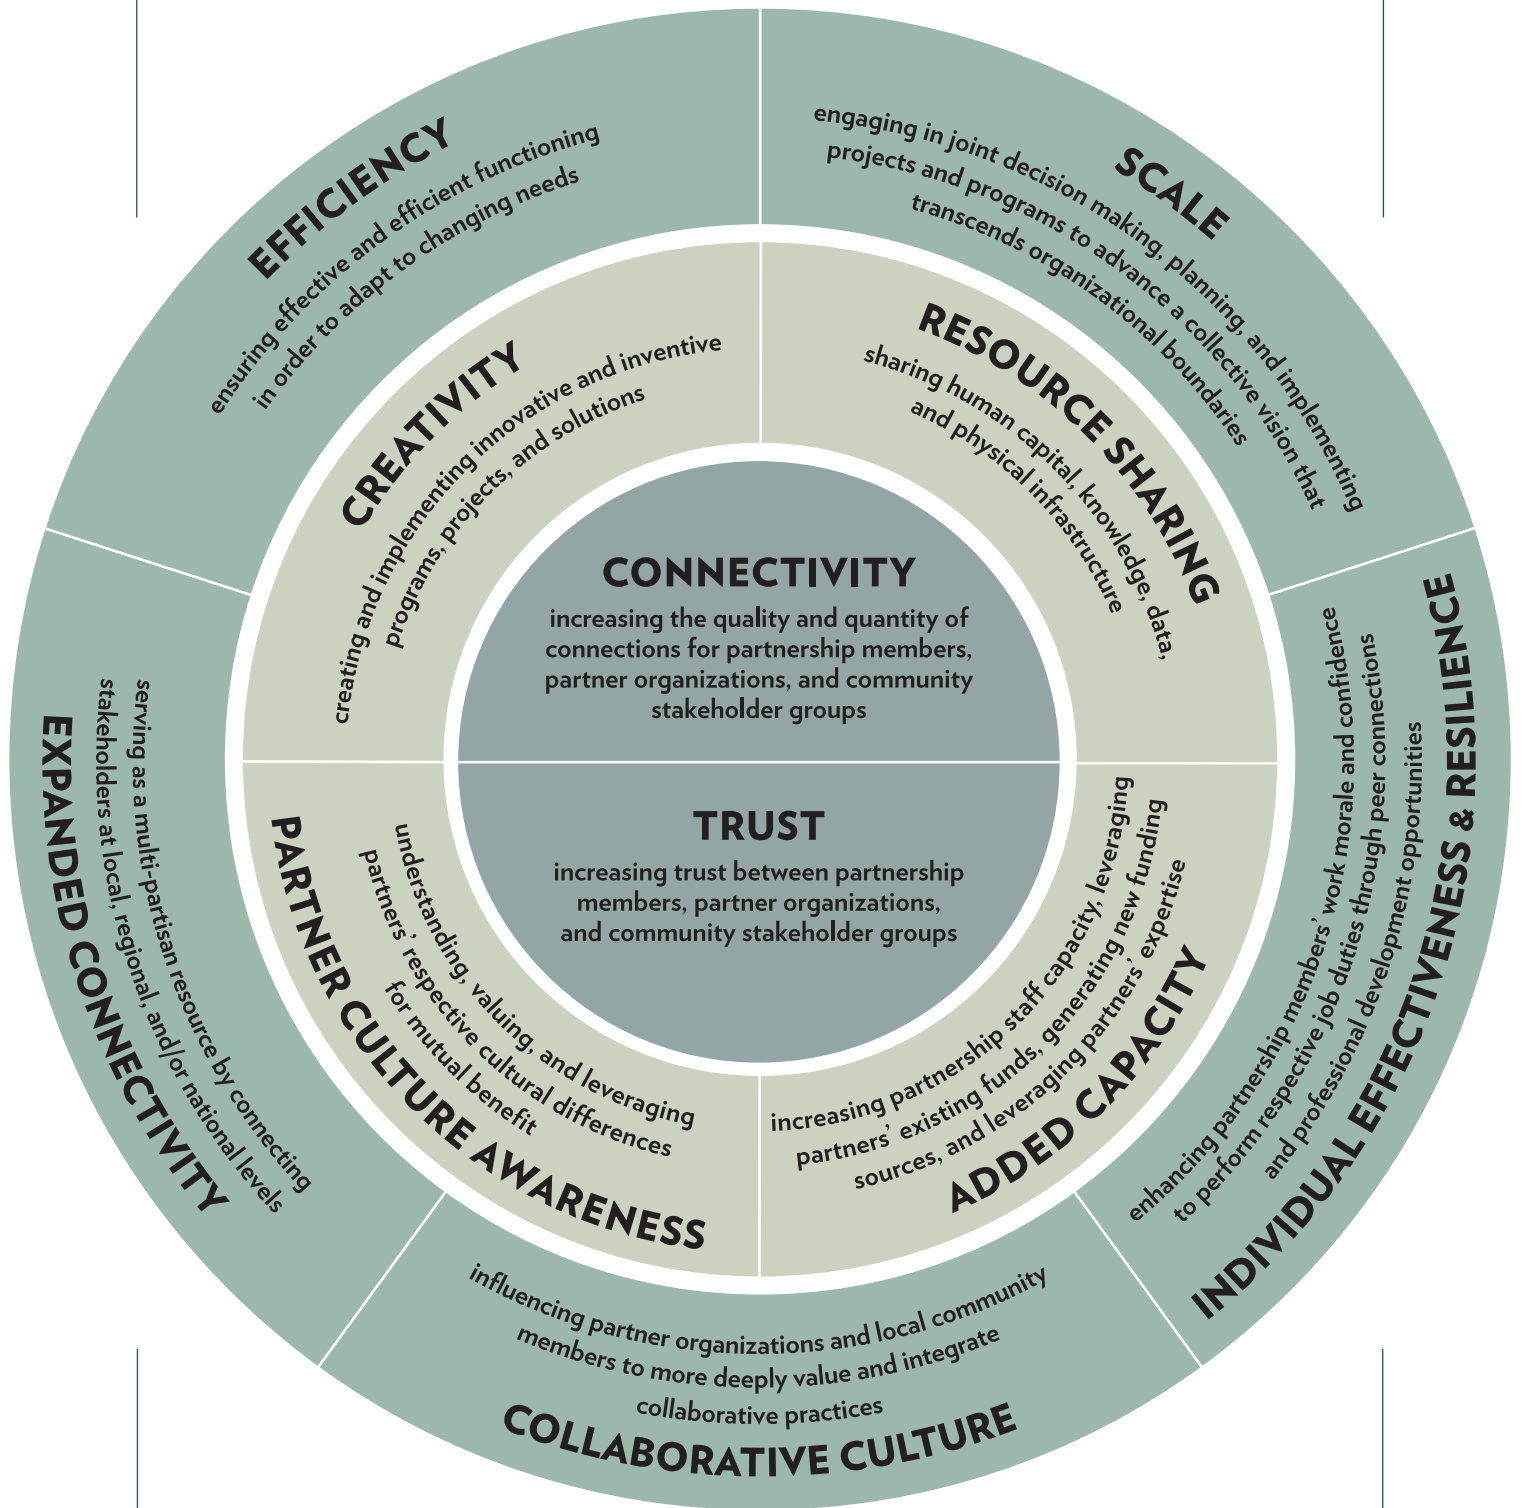 EFFICIENCY
ensuring effective and efficient functioning
in order to adapt to changing needs
SCALE
engaging in joint decision making, planning, and implementing
projects and programs to advance a collective vision that
transcends organizational boundaries
CREATIVITY
creating and implementing innovative and inventive
programs, projects, and solutions
RESOURCE SHARING
sharing human capital, knowledge, data,
and physical infrastructure
CONNECTIVITY
increasing the quality and quantity of
connections for partnership members,
partner organizations, and community
stakeholder groups
TRUST
increasing trust between partnership
members, partner organizations,
and community stakeholder groups
PARTNER CULTURE AWARENESS
understanding, valuing, and leveraging
partners’ respective cultural differences
for mutual benefit
increasing partnership staff capacity, leveraging
partners’ existing funds, generating new funding
sources, and leveraging partners’ expertise
ADDED CAPACITY
serving as a multi-partisan resource by connecting
stakeholders at local, regional, and/or national levels
EXPANDED CONNECTIVITY
enhancing partnership members’ work morale and confidence
to perform respective job duties through peer connections
and professional development opportunities
INDIVIDUAL EFFECTIVENESS & RESILIENCE
influencing partner organizations and local community
members to more deeply value and integrate
collaborative practices
COLLABORATIVE CULTURE